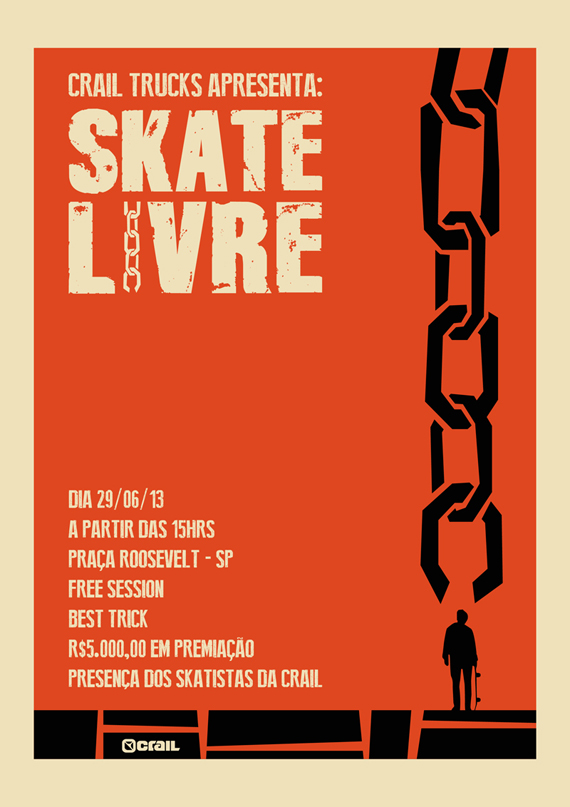 CRAIL TRUCKS APRESENTA:
SKATE
LIVRE
DIA 29/06/13
A PARTIR DAS 15HRS
PRAÇA ROOSEVELT - SP
FREE SESSION
BEST TRICK
R$5.000,00 EM PREMIAÇÃO
PRESENÇA DOS SKATISTAS DA CRAIL
crail